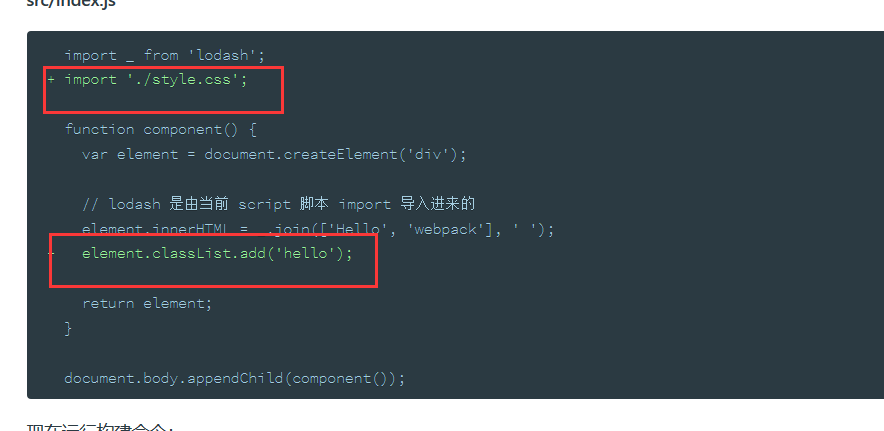 src/index.js
import _ from 'lodash';
+ import './style.css';
function component() {
var element = document.createElement('div');
// lodash 是由当前 script 脚本 import 导入进来的
element.innerHTML = _.join(['Hello', 'webpack'], ' ');
+ element.classList.add('hello');
return element;
}
document.body.appendChild(component());
现在运行构建命令：